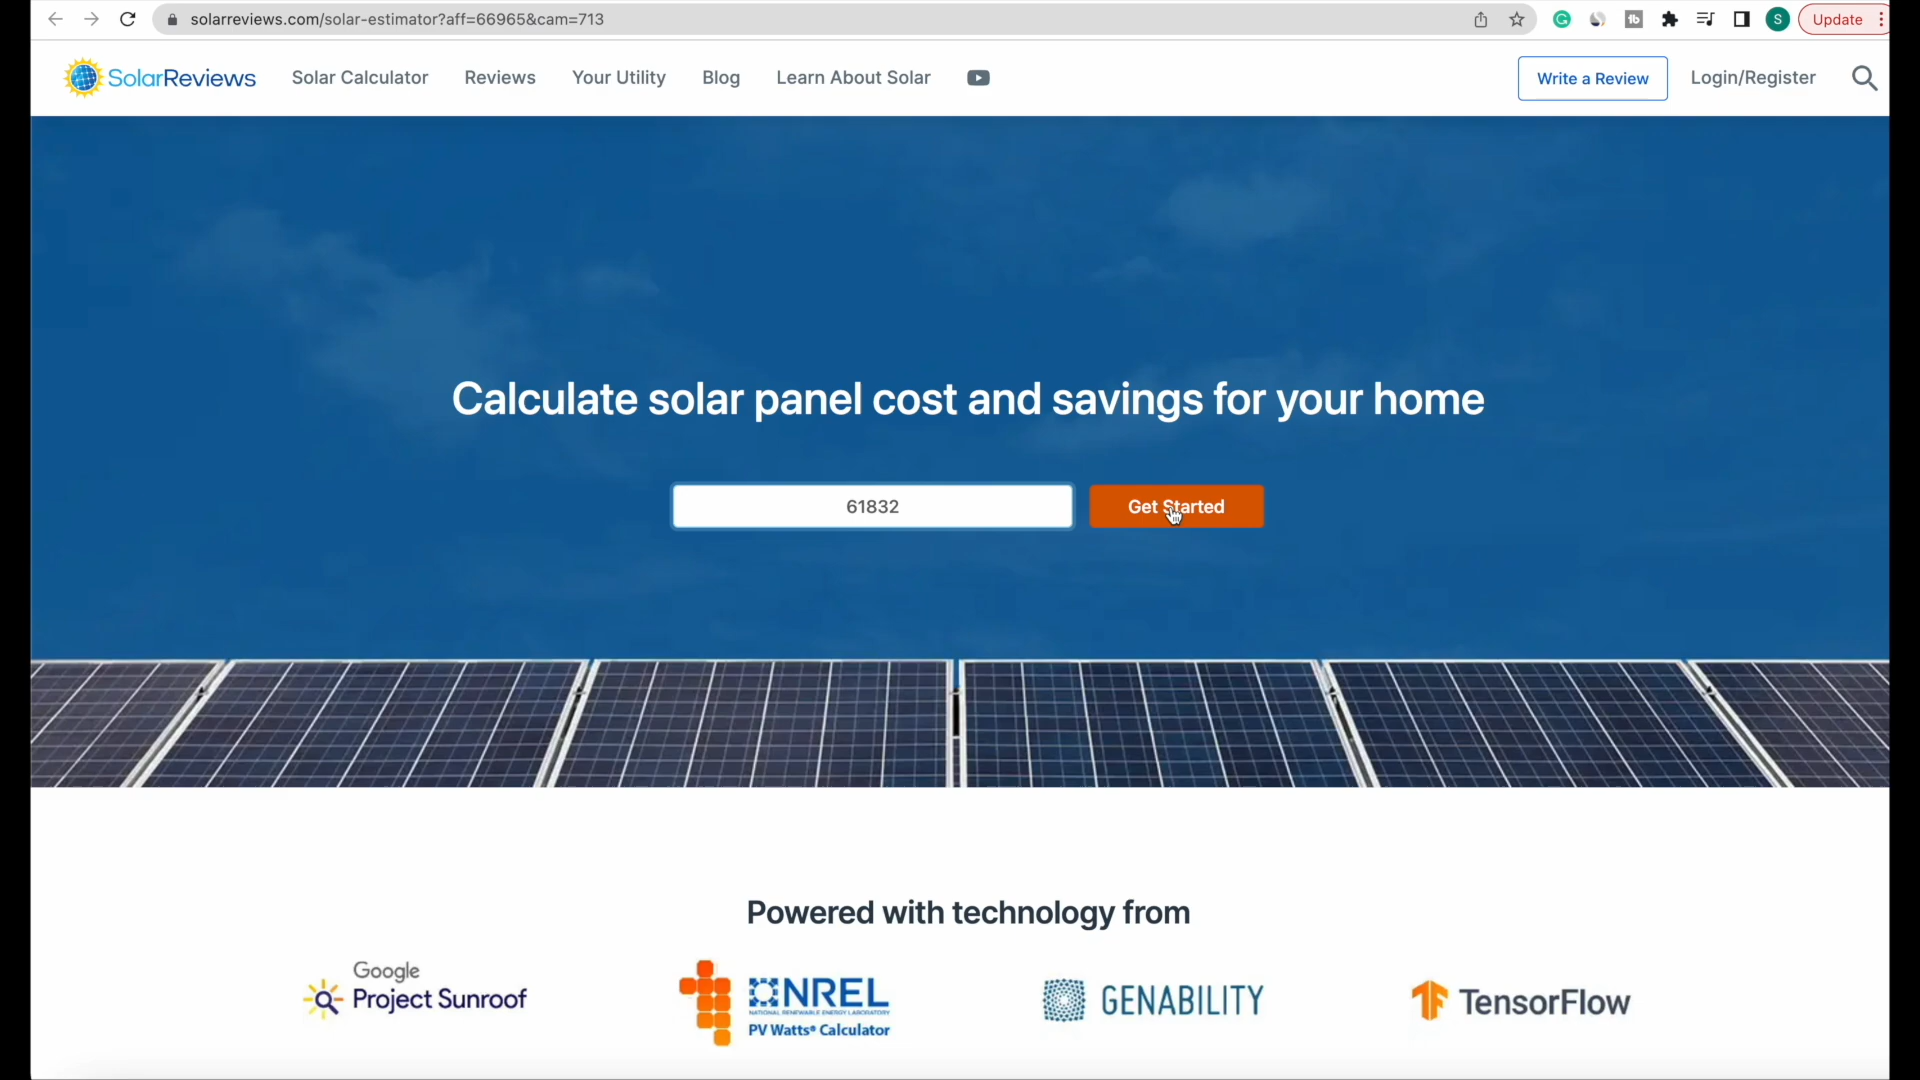 solarreviews.com/solar-estimator?aff=66965&cam=713
S
Update
SolarReviews
Solar Calculator
Reviews
Your Utility
Blog
Learn About Solar
Write a Review
Login/Register
Calculate solar panel cost and savings for your home
61832
Get Started
Powered with technology from
Google
Project Sunroof
NREL
NATIONAL RENEWABLE ENERGY LABORATORY
PV Watts® Calculator
GENABILITY
TensorFlow